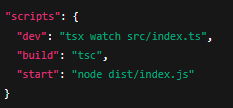 "scripts": {
"dev": "tsx watch src/index.ts",
"build": "tsc",
"start": "node dist/index.js"
}